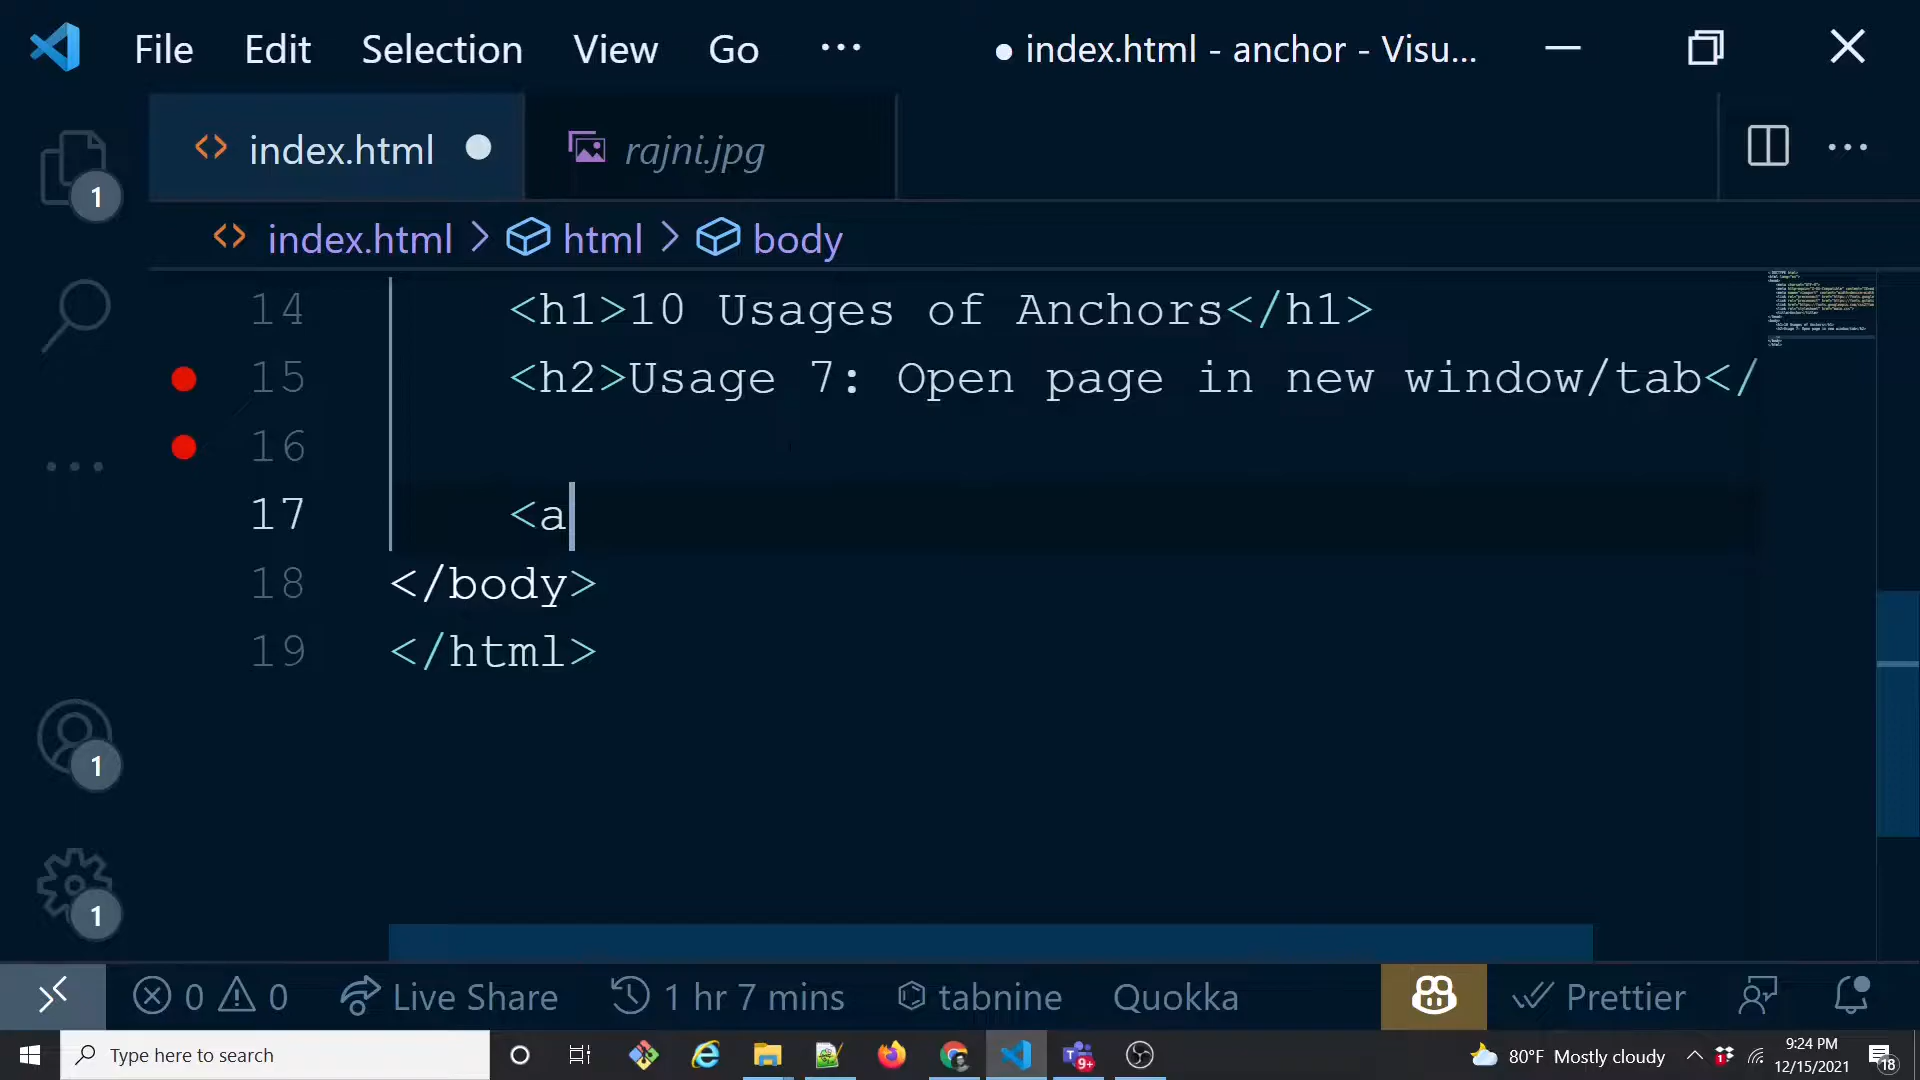 File Edit Selection View Go ··· ● index.html - anchor - Visu...
index.html ● rajni.jpg
1
index.html > html > body
14 <h1>10 Usages of Anchors</h1>
15 <h2>Usage 7: Open page in new window/tab</
16
17 <a
18 </body>
19 </html>
1
1
0 0 Live Share 1 hr 7 mins tabnine Quokka Prettier
Type here to search 9+ 80°F Mostly cloudy 1 9:24 PM 18
12/15/2021